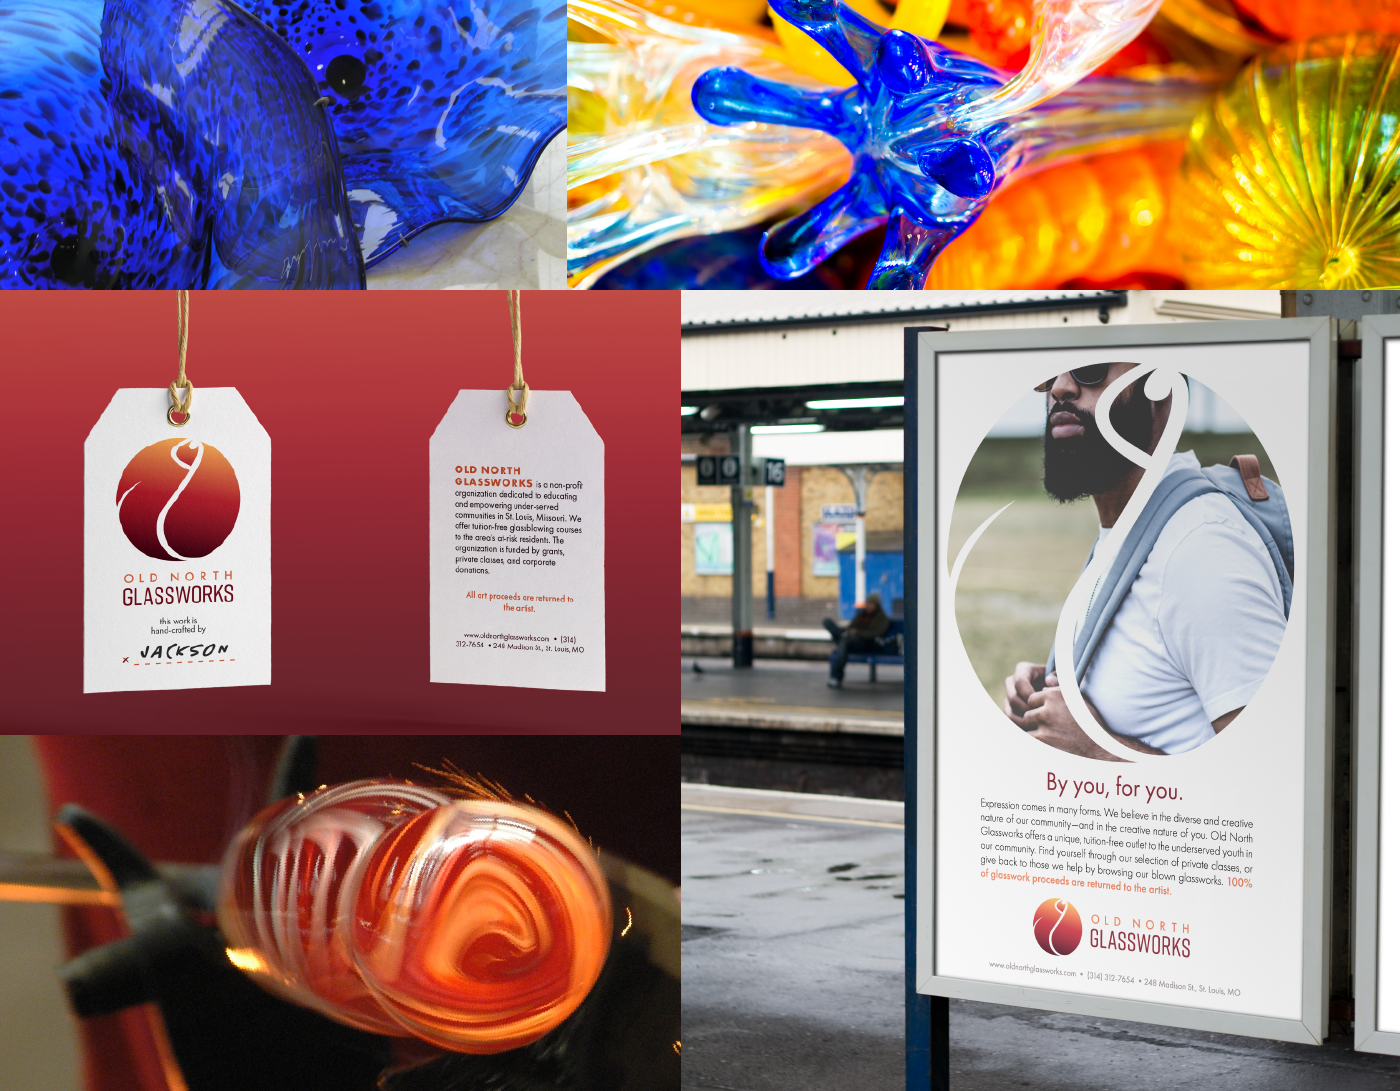 OLD NORTH
GLASSWORKS
this work is
hand-crafted by
x JACKSON
OLD NORTH
GLASSWORKS is a non-profit
organization dedicated to educating
and empowering under-served
communities in St. Louis, Missouri. We
offer tuition-free glassblowing courses
to the area's at-risk residents. The
organization is funded by grants,
private classes, and corporate
donations.
All art proceeds are returned to
the artist.
www.oldnorthglassworks.com • (314)
312-7654 • 248 Madison St., St. Louis, MO
16
By you, for you.
Expression comes in many forms. We believe in the diverse and creative
nature of our community—and in the creative nature of you. Old North
Glassworks offers a unique, tuition-free outlet to the underserved youth in
our community. Find yourself through our selection of private classes, or
give back to those we help by browsing our blown glassworks. 100%
of glasswork proceeds are returned to the artist.
OLD NORTH
GLASSWORKS
www.oldnorthglassworks.com • (314) 312-7654 • 248 Madison St., St. Louis, MO